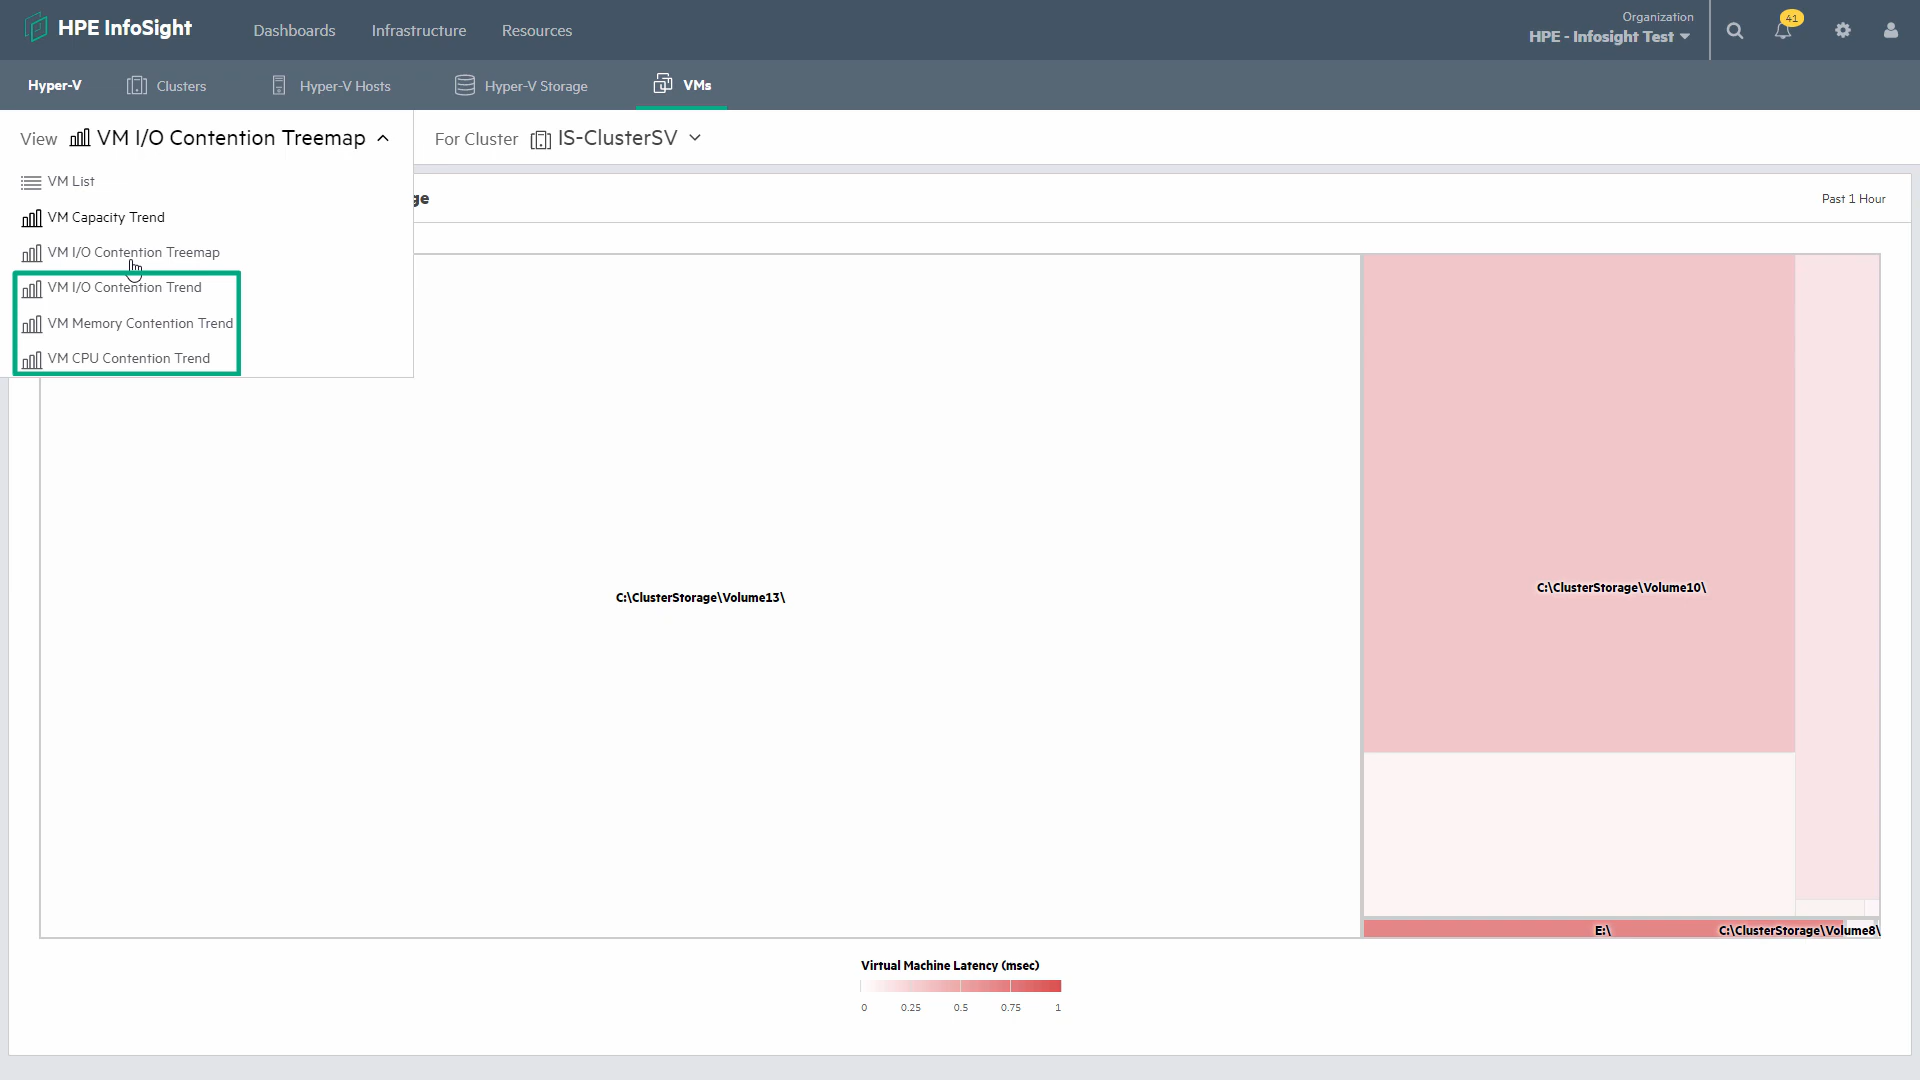 HPE InfoSight
Dashboards
Infrastructure
Resources
Organization
HPE - Infosight Test
41
Hyper-V
Clusters
Hyper-V Hosts
Hyper-V Storage
VMs
View
VM I/O Contention Treemap
For Cluster
IS-ClusterSV
VM List
VM Capacity Trend
VM I/O Contention Treemap
VM I/O Contention Trend
VM Memory Contention Trend
VM CPU Contention Trend
Past 1 Hour
C:\ClusterStorage\Volume13\
C:\ClusterStorage\Volume10\
E:\
C:\ClusterStorage\Volume8\
Virtual Machine Latency (msec)
0 0.25 0.5 0.75 1